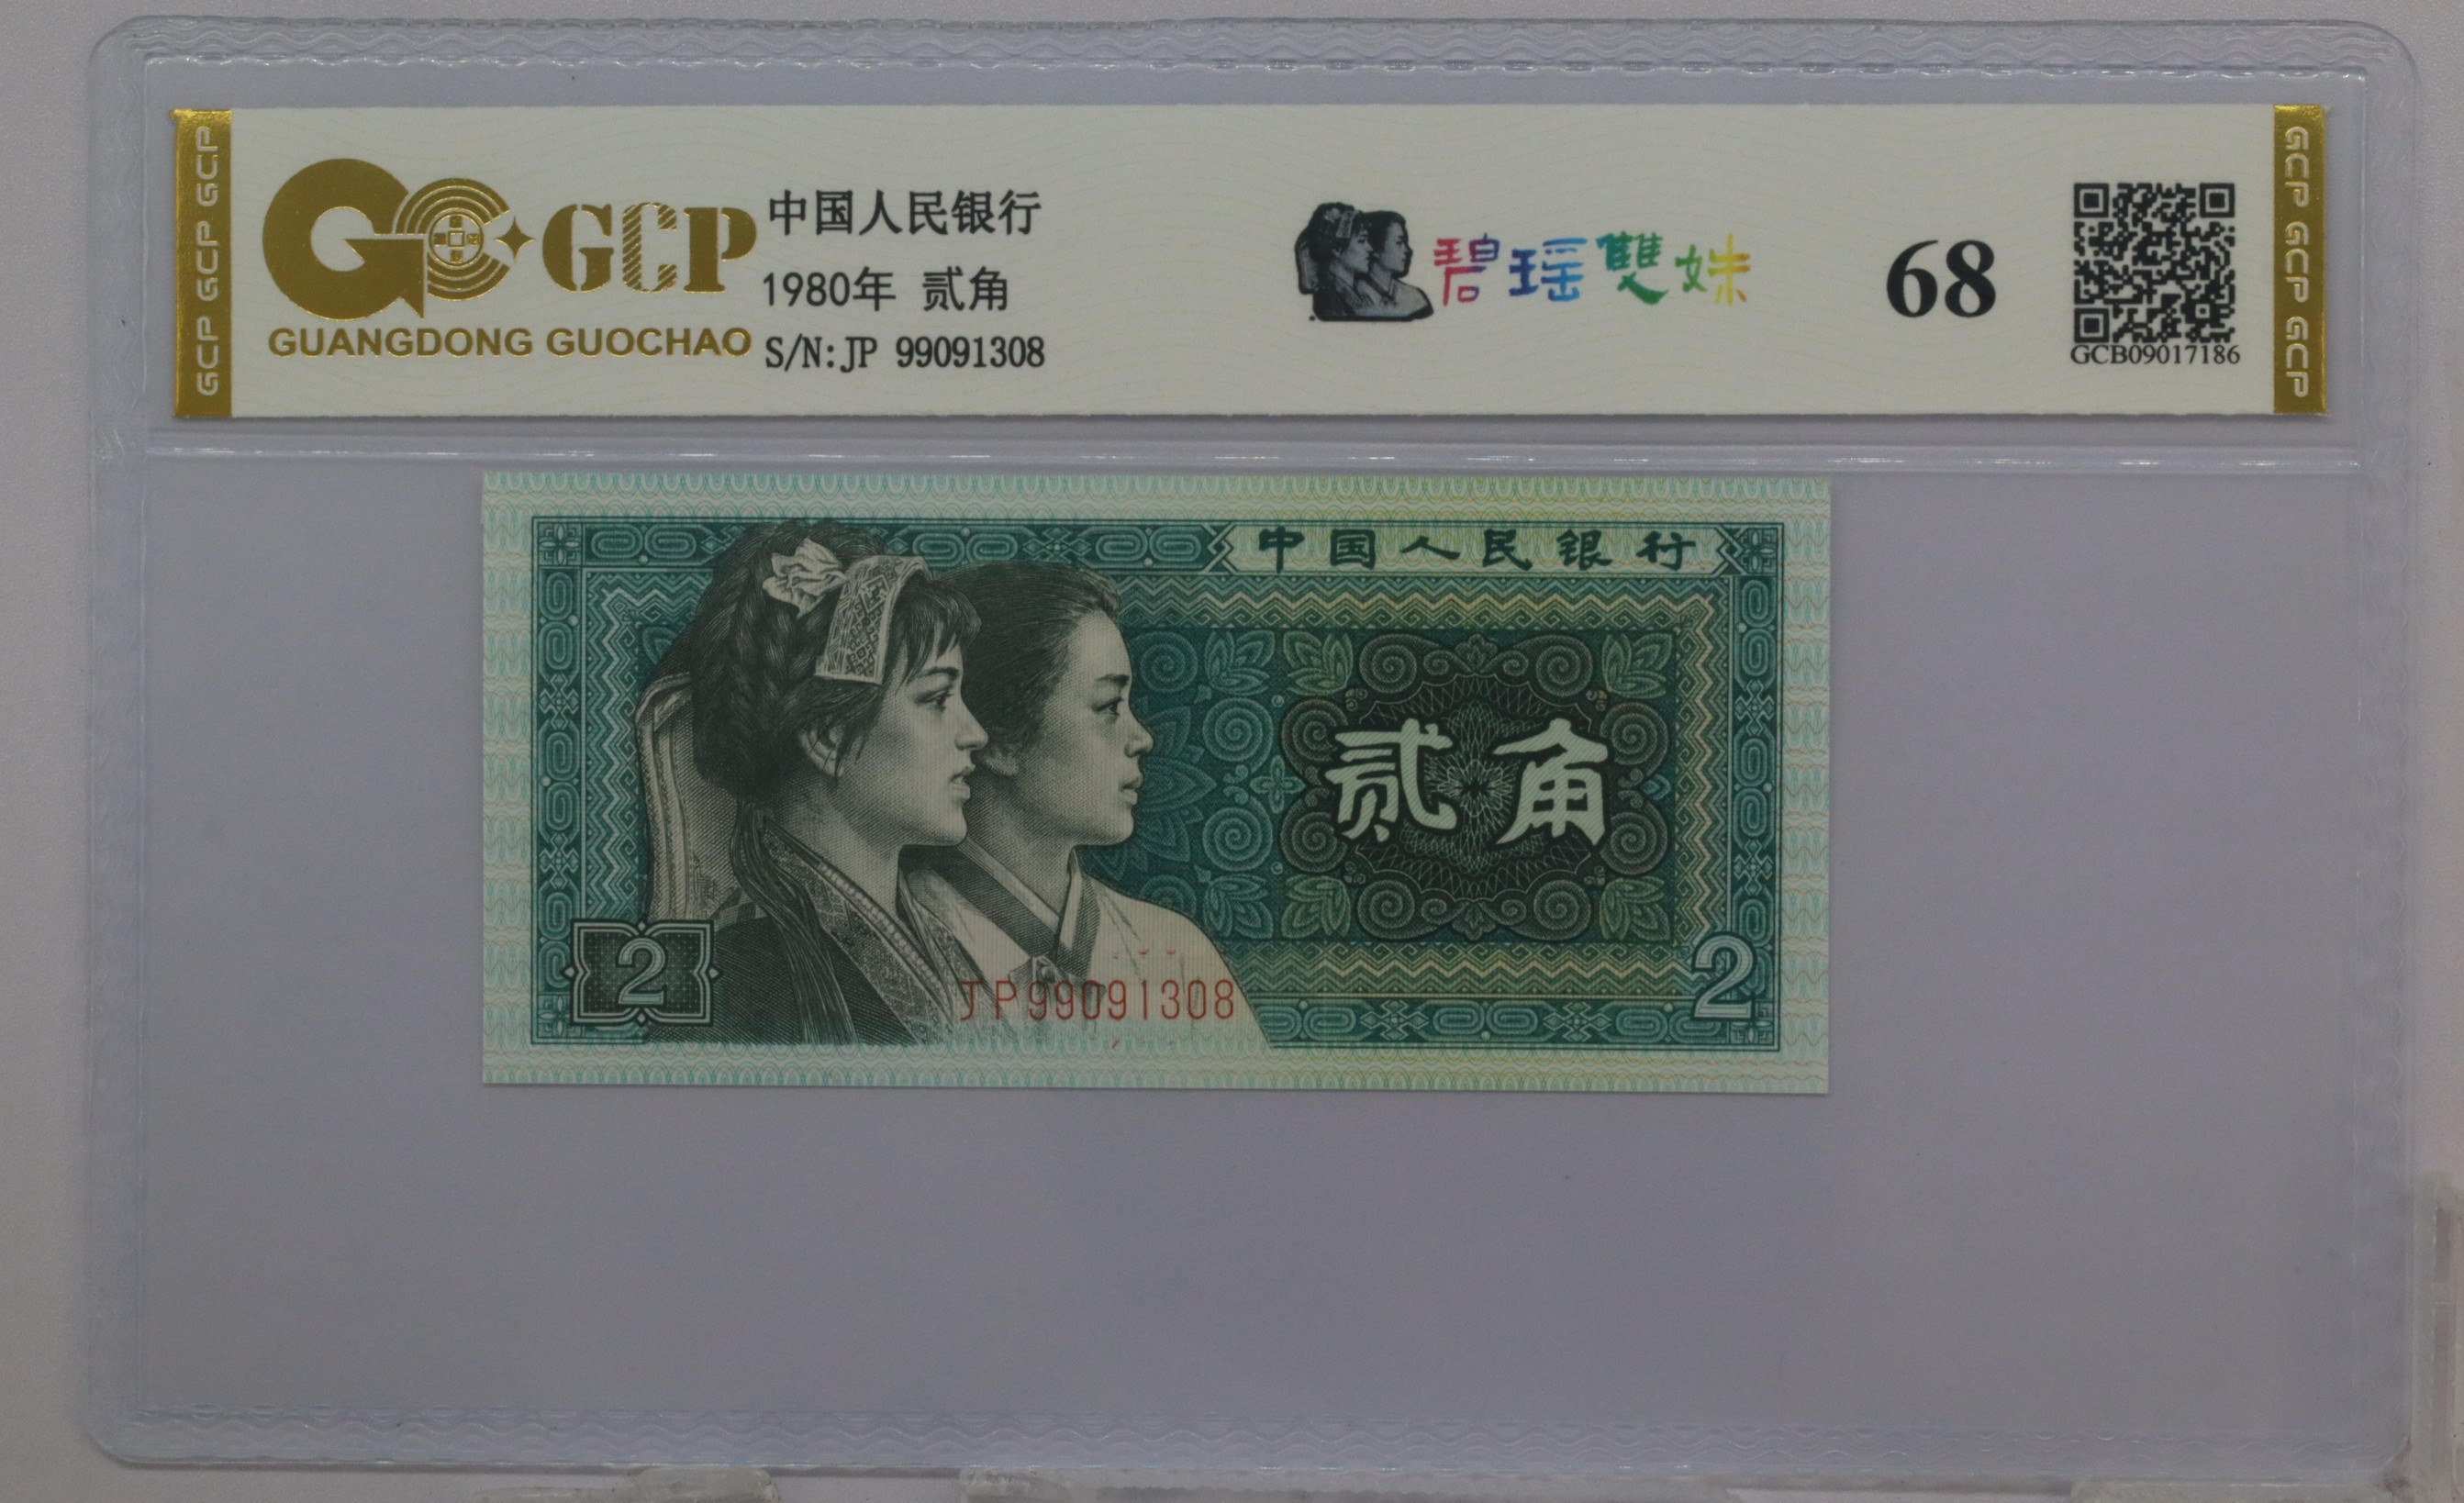 GCP GCP GCP
GCP
GUANGDONG GUOCHAO
中国人民银行
1980年 贰角
S/N:JP 99091308
碧瑶雙姝
68
GCB09017186
GCP GCP GCP
中国人民银行
贰角
2
JP99091308
2